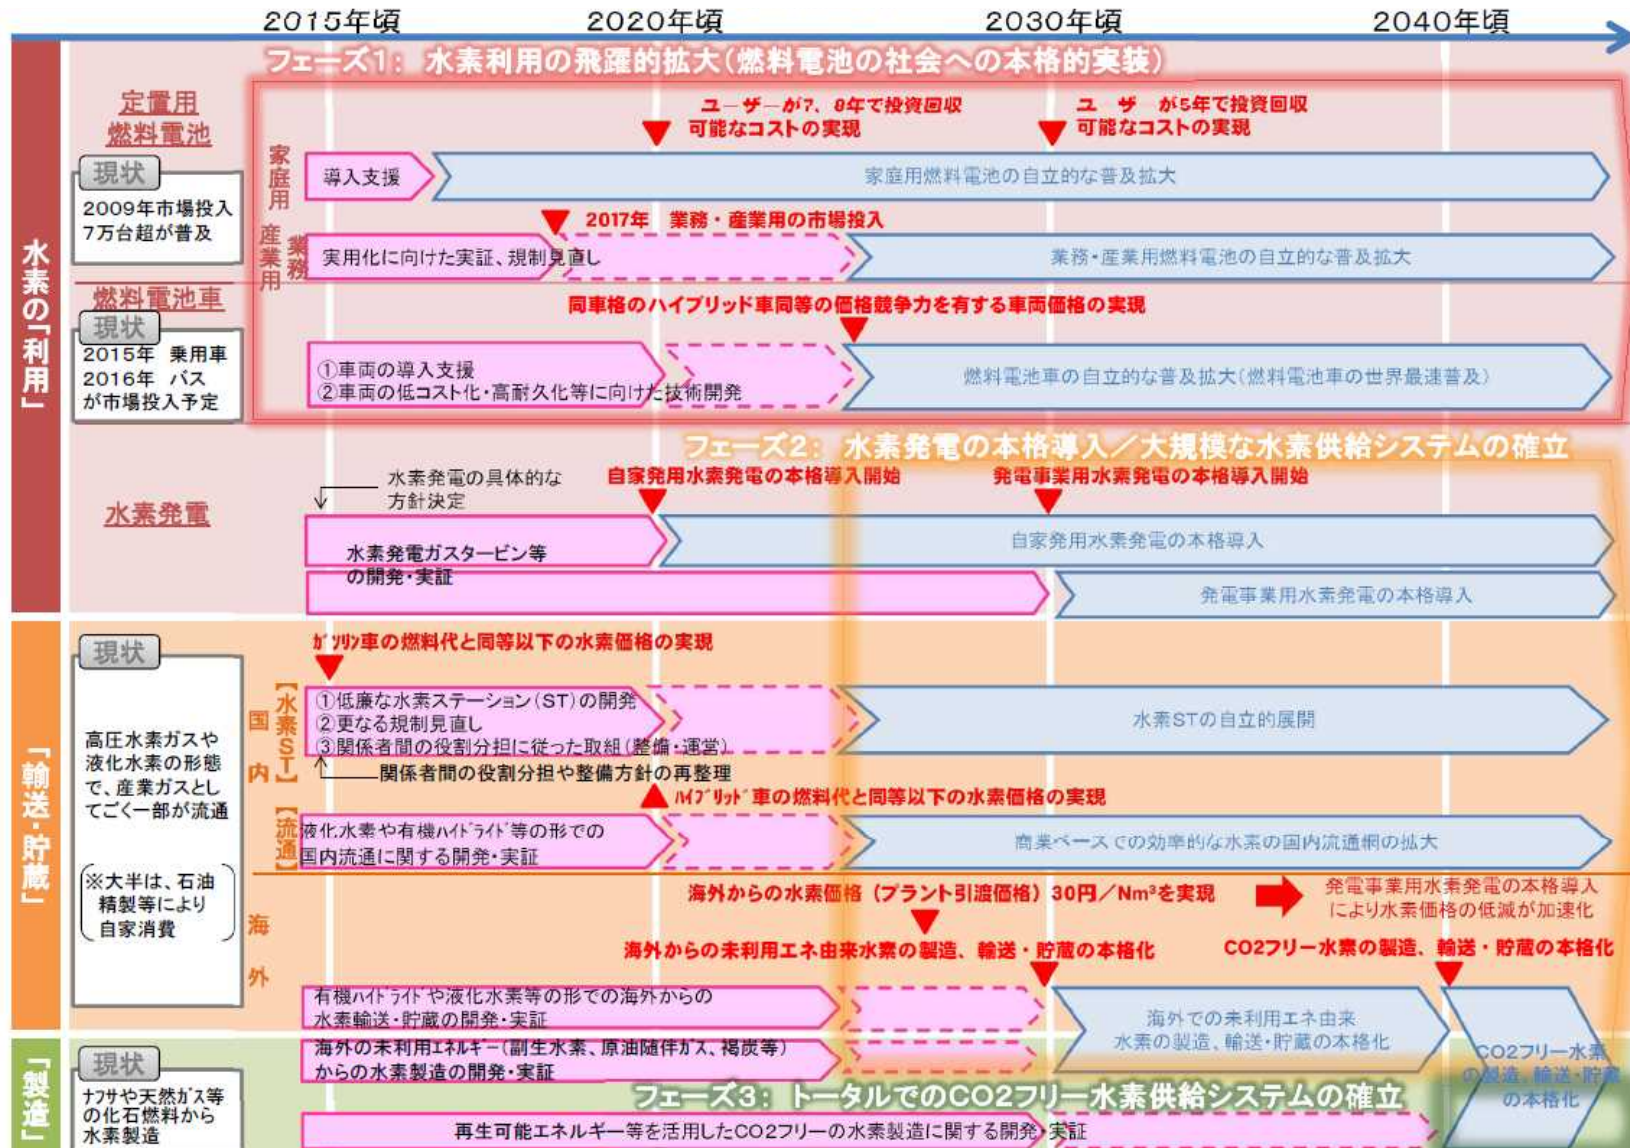 2015年頃
2020年頃
2030年頃
2040年頃
フェーズ1： 水素利用の飛躍的拡大（燃料電池の社会への本格的実装）
水素の「利用」
定置用
燃料電池
現状
2009年市場投入
7万台超が普及
家庭用
ユーザーが7、8年で投資回収
可能なコストの実現
ユーザーが5年で投資回収
可能なコストの実現
導入支援
家庭用燃料電池の自立的な普及拡大
業務
産業用
2017年 業務・産業用の市場投入
実用化に向けた実証、規制見直し
業務・産業用燃料電池の自立的な普及拡大
燃料電池車
現状
2015年 乗用車
2016年 バス
が市場投入予定
同車格のハイブリッド車同等の価格競争力を有する車両価格の実現
①車両の導入支援
②車両の低コスト化・高耐久化等に向けた技術開発
燃料電池車の自立的な普及拡大（燃料電池車の世界最速普及）
フェーズ2： 水素発電の本格導入／大規模な水素供給システムの確立
水素発電
水素発電の具体的な
方針決定
自家発用水素発電の本格導入開始
発電事業用水素発電の本格導入開始
水素発電ガスタービン等
の開発・実証
自家発用水素発電の本格導入
発電事業用水素発電の本格導入
「輸送・貯蔵」
現状
高圧水素ガスや
液化水素の形態
で、産業ガスとし
てごく一部が流通
※大半は、石油
精製等により
自家消費
国内
【水素ST】
ｶﾞｿﾘﾝ車の燃料代と同等以下の水素価格の実現
①低廉な水素ステーション（ST）の開発
②更なる規制見直し
③関係者間の役割分担に従った取組（整備・運営）
水素STの自立的展開
関係者間の役割分担や整備方針の再整理
ﾊｲﾌﾞﾘｯﾄﾞ車の燃料代と同等以下の水素価格の実現
【流通】
液化水素や有機ﾊｲﾄﾞﾗｲﾄﾞ等の形での
国内流通に関する開発・実証
商業ベースでの効率的な水素の国内流通網の拡大
海外
海外からの水素価格（プラント引渡価格）30円／Nm³を実現
発電事業用水素発電の本格導入
により水素価格の低減が加速化
海外からの未利用エネ由来水素の製造、輸送・貯蔵の本格化
CO2フリー水素の製造、輸送・貯蔵の本格化
有機ﾊｲﾄﾞﾗｲﾄﾞや液化水素等の形での海外からの
水素輸送・貯蔵の開発・実証
海外での未利用エネ由来
水素の製造、輸送・貯蔵の本格化
「製造」
現状
ﾅﾌｻや天然ｶﾞｽ等
の化石燃料から
水素製造
海外の未利用ｴﾈﾙｷﾞｰ（副生水素、原油随伴ｶﾞｽ、褐炭等）
からの水素製造の開発・実証
CO2フリー水素
の製造、輸送・貯蔵
の本格化
フェーズ3： トータルでのCO2フリー水素供給システムの確立
再生可能エネルギー等を活用したCO2フリーの水素製造に関する開発・実証